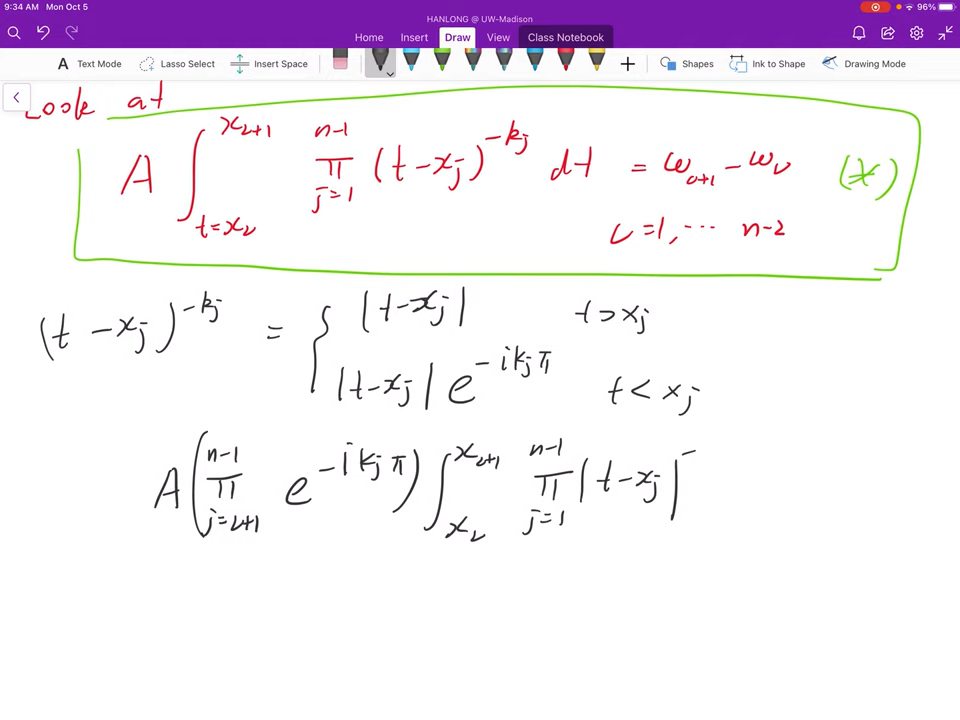 9:34 AM Mon Oct 5
96%
HANLONG @ UW-Madison
Home Insert Draw View Class Notebook
A Text Mode Lasso Select Insert Space Shapes Ink to Shape Drawing Mode
Look at
A ∫_{t=x_ν}^{x_{ν+1}} ∏_{j=1}^{n-1} (t-x_j)^{-k_j} dt = ω_{ν+1} - ω_ν (*)
ν=1, ... n-2
(t-x_j)^{-k_j} = { |t-x_j| t>x_j
|t-x_j| e^{-ik_jπ} t<x_j
A(∏_{j=ν+1}^{n-1} e^{-ik_jπ}) ∫_{x_ν}^{x_{ν+1}} ∏_{j=1}^{n-1} |t-x_j|^-